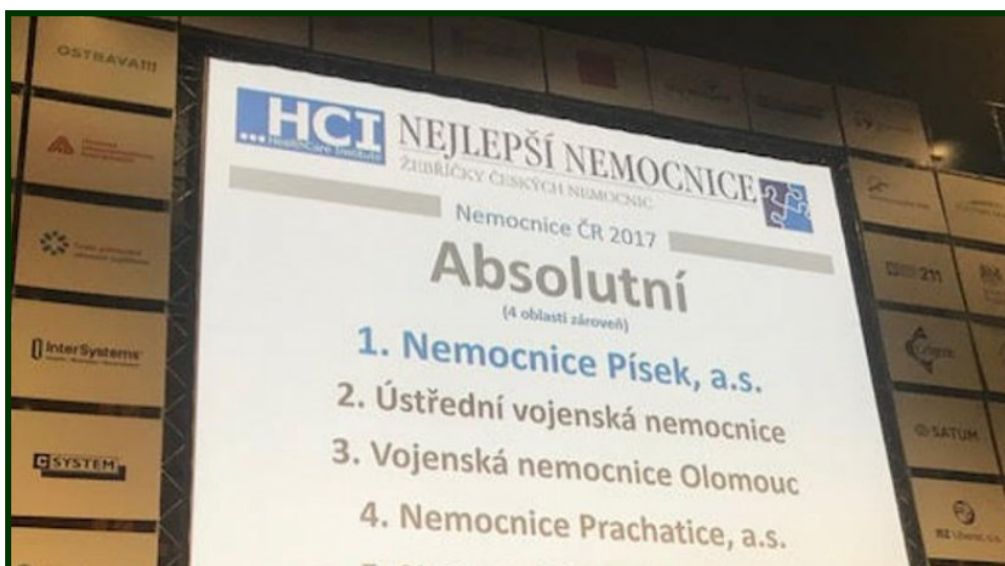 OSTRAVA!!!
...HCI
HealthCare Institute
NEJLEPŠÍ NEMOCNICE
ŽEBŘÍČKY ČESKÝCH NEMOCNIC
Nemocnice ČR 2017
Absolutní
(4 oblasti zároveň)
1. Nemocnice Písek, a.s.
2. Ústřední vojenská nemocnice
3. Vojenská nemocnice Olomouc
4. Nemocnice Prachatice, a.s.
InterSystems
C SYSTEM
211
SATUM